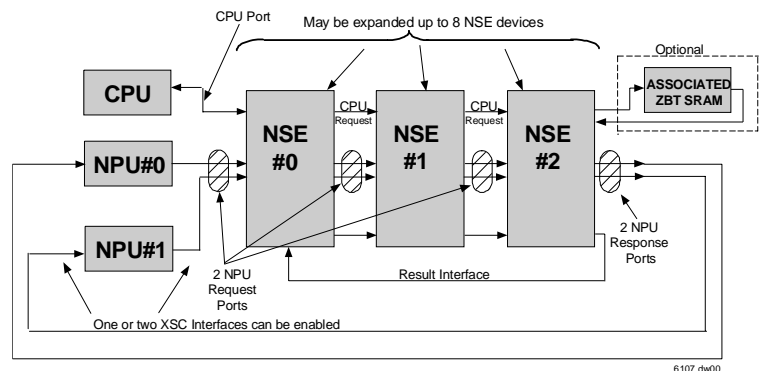 CPU Port
May be expanded up to 8 NSE devices
Optional
CPU
ASSOCIATED
ZBT SRAM
CPU
Request
CPU
Request
NSE
#0
NSE
#1
NSE
#2
NPU#0
NPU#1
2 NPU
Request
Ports
Result Interface
2 NPU
Response
Ports
One or two XSC Interfaces can be enabled
6107 dw00